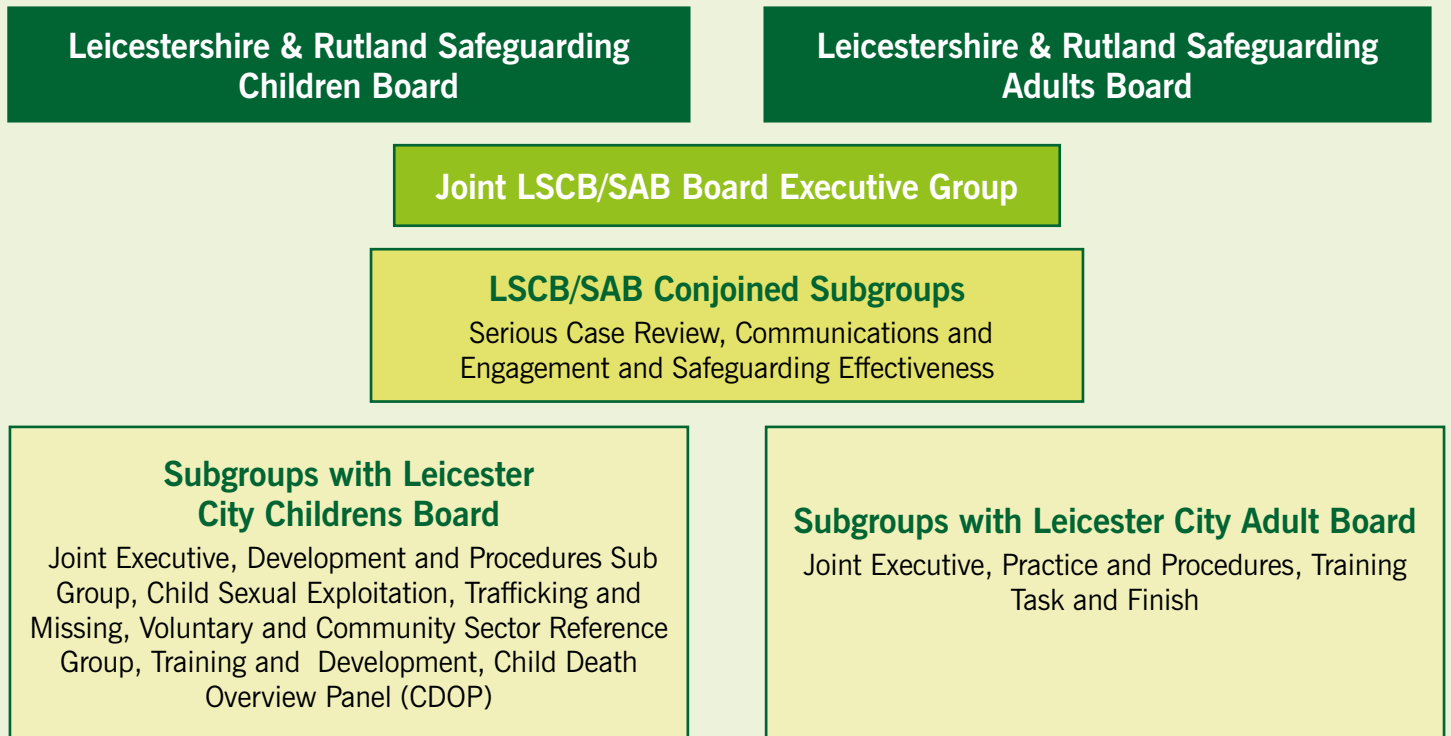 Leicestershire & Rutland Safeguarding
Children Board
Leicestershire & Rutland Safeguarding
Adults Board
Joint LSCB/SAB Board Executive Group
LSCB/SAB Conjoined Subgroups
Serious Case Review, Communications and
Engagement and Safeguarding Effectiveness
Subgroups with Leicester
City Childrens Board
Joint Executive, Development and Procedures Sub
Group, Child Sexual Exploitation, Trafficking and
Missing, Voluntary and Community Sector Reference
Group, Training and Development, Child Death
Overview Panel (CDOP)
Subgroups with Leicester City Adult Board
Joint Executive, Practice and Procedures, Training
Task and Finish